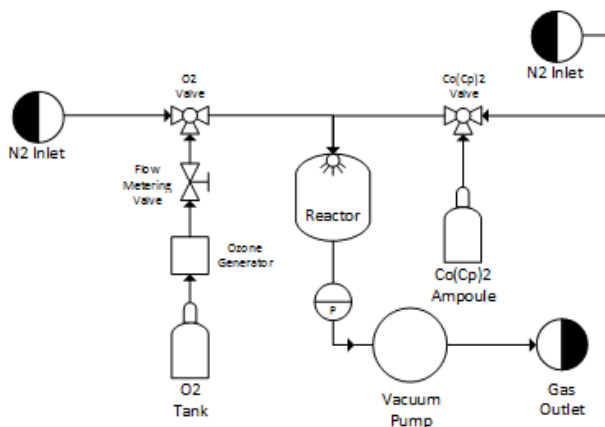 N2 Inlet
O2
Valve
Co(Cp)2
Valve
N2 Inlet
Flow
Metering
Valve
Reactor
Ozone
Generator
Co(Cp)2
Ampoule
P
O2
Tank
Vacuum
Pump
Gas
Outlet